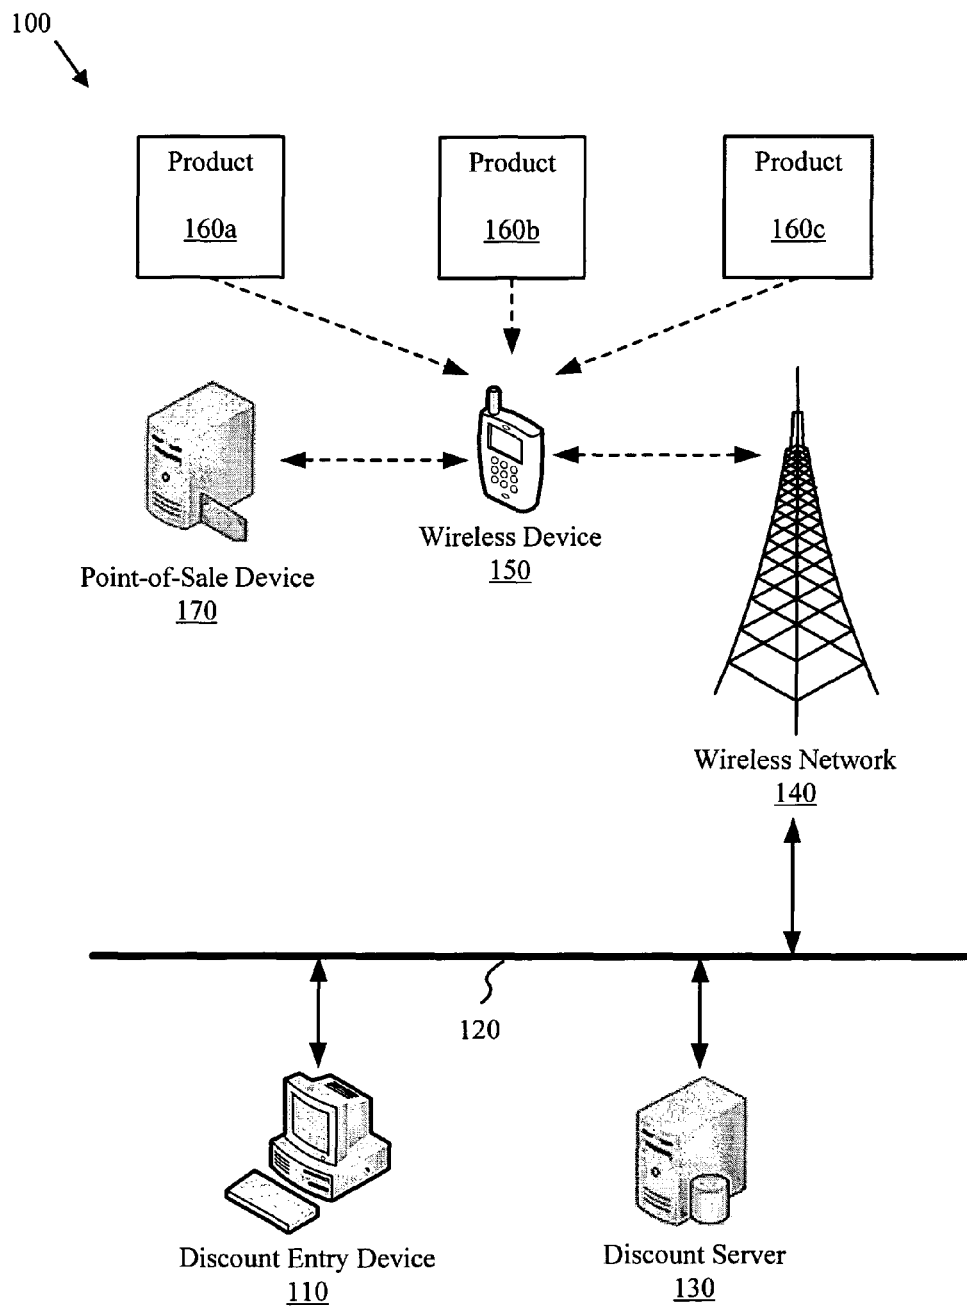 100
Product
160a
Product
160b
Product
160c
Wireless Device
150
Point-of-Sale Device
170
Wireless Network
140
120
Discount Entry Device
110
Discount Server
130